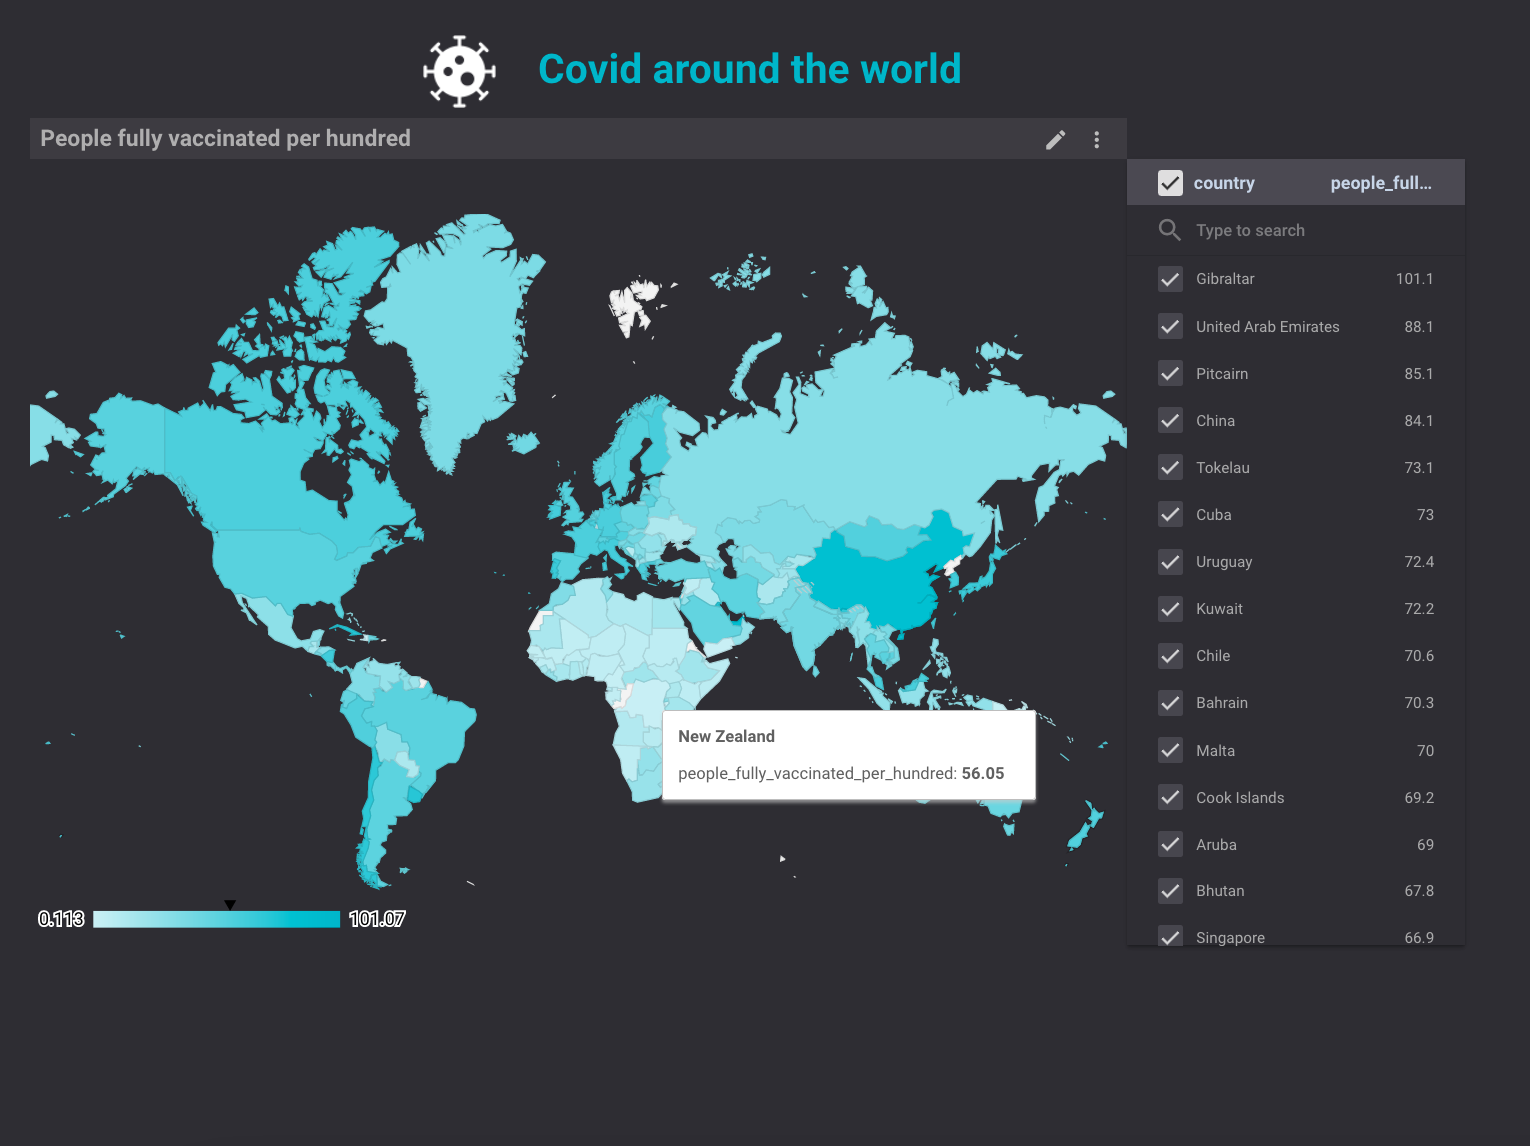 Covid around the world
People fully vaccinated per hundred
country people_full...
Type to search
Gibraltar 101.1
United Arab Emirates 88.1
Pitcairn 85.1
China 84.1
Tokelau 73.1
Cuba 73
Uruguay 72.4
Kuwait 72.2
Chile 70.6
Bahrain 70.3
Malta 70
Cook Islands 69.2
Aruba 69
Bhutan 67.8
Singapore 66.9
New Zealand
people_fully_vaccinated_per_hundred: 56.05
0.113 101.07